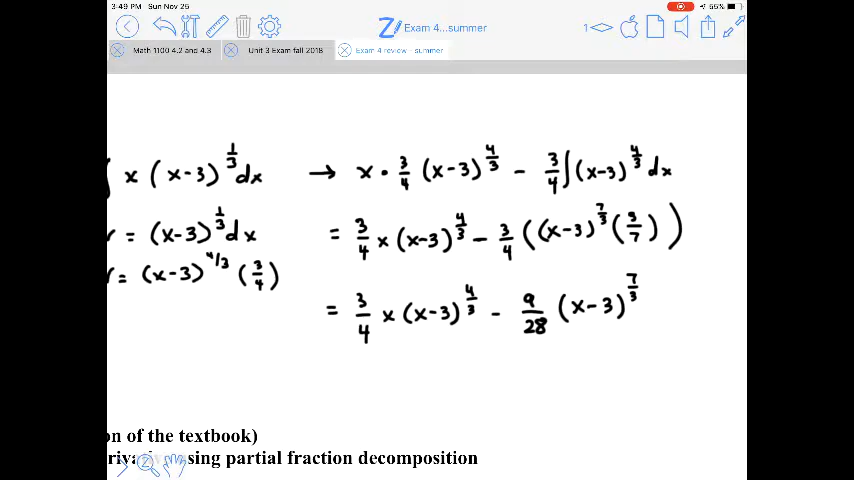 3:49 PM Sun Nov 25
55%
Exam 4...summer
1
Math 1100 4.2 and 4.3
Unit 3 Exam fall 2018
Exam 4 review - summer
∫ x (x-3)^(1/3) dx → x • 3/4 (x-3)^(4/3) - 3/4 ∫ (x-3)^(4/3) dx
= (x-3)^(1/3) dx
= 3/4 x (x-3)^(4/3) - 3/4 ((x-3)^(7/3) (3/7))
= (x-3)^(4/3) (3/4)
= 3/4 x (x-3)^(4/3) - 9/28 (x-3)^(7/3)
on of the textbook)
using partial fraction decomposition